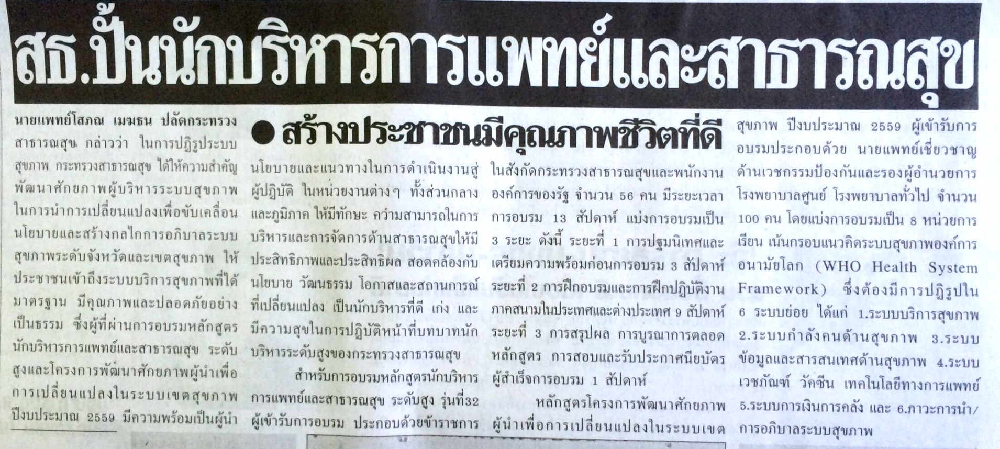 สธ.ปั้นนักบริหารการแพทย์และสาธารณสุข
● สร้างประชาชนมีคุณภาพชีวิตที่ดี
นายแพทย์โสภณ เมฆธน ปลัดกระทรวง
สาธารณสุข กล่าวว่า ในการปฏิรูประบบ
สุขภาพ กระทรวงสาธารณสุข ได้ให้ความสำคัญ
พัฒนาศักยภาพผู้บริหารระบบสุขภาพ
ในการนำการเปลี่ยนแปลงเพื่อขับเคลื่อน
นโยบายและสร้างกลไกการอภิบาลระบบ
สุขภาพระดับจังหวัดและเขตสุขภาพ ให้
ประชาชนเข้าถึงระบบบริการสุขภาพที่ได้
มาตรฐาน มีคุณภาพและปลอดภัยอย่าง
เป็นธรรม ซึ่งผู้ที่ผ่านการอบรมหลักสูตร
นักบริหารการแพทย์และสาธารณสุข ระดับ
สูงและโครงการพัฒนาศักยภาพผู้นำเพื่อ
การเปลี่ยนแปลงในระบบเขตสุขภาพ
ปีงบประมาณ 2559 มีความพร้อมเป็นผู้นำ
นโยบายและแนวทางในการดำเนินงานสู่
ผู้ปฏิบัติ ในหน่วยงานต่างๆ ทั้งส่วนกลาง
และภูมิภาค ให้มีทักษะ ความสามารถในการ
บริหารและการจัดการด้านสาธารณสุขให้มี
ประสิทธิภาพและประสิทธิผล สอดคล้องกับ
นโยบาย วัฒนธรรม โอกาสและสถานการณ์
ที่เปลี่ยนแปลง เป็นนักบริหารที่ดี เก่ง และ
มีความสุขในการปฏิบัติหน้าที่บทบาทนัก
บริหารระดับสูงของกระทรวงสาธารณสุข
สำหรับการอบรมหลักสูตรนักบริหาร
การแพทย์และสาธารณสุข ระดับสูง รุ่นที่32
ผู้เข้ารับการอบรม ประกอบด้วยข้าราชการ
ในสังกัดกระทรวงสาธารณสุขและพนักงาน
องค์การของรัฐ จำนวน 56 คน มีระยะเวลา
การอบรม 13 สัปดาห์ แบ่งการอบรมเป็น
3 ระยะ ดังนี้ ระยะที่ 1 การปฐมนิเทศและ
เตรียมความพร้อมก่อนการอบรม 3 สัปดาห์
ระยะที่ 2 การฝึกอบรมและการฝึกปฏิบัติงาน
ภาคสนามในประเทศและต่างประเทศ 9 สัปดาห์
ระยะที่ 3 การสรุปผล การบูรณาการตลอด
หลักสูตร การสอบและรับประกาศนียบัตร
ผู้สำเร็จการอบรม 1 สัปดาห์
หลักสูตรโครงการพัฒนาศักยภาพ
ผู้นำเพื่อการเปลี่ยนแปลงในระบบเขต
สุขภาพ ปีงบประมาณ 2559 ผู้เข้ารับการ
อบรมประกอบด้วย นายแพทย์เชี่ยวชาญ
ด้านเวชกรรมป้องกันและรองผู้อำนวยการ
โรงพยาบาลศูนย์ โรงพยาบาลทั่วไป จำนวน
100 คน โดยแบ่งการอบรมเป็น 8 หน่วยการ
เรียน เน้นกรอบแนวคิดระบบสุขภาพองค์การ
อนามัยโลก (WHO Health System
Framework) ซึ่งต้องมีการปฏิรูปใน
6 ระบบย่อย ได้แก่ 1.ระบบบริการสุขภาพ
2.ระบบกำลังคนด้านสุขภาพ 3.ระบบ
ข้อมูลและสารสนเทศด้านสุขภาพ 4.ระบบ
เวชภัณฑ์ วัคซีน เทคโนโลยีทางการแพทย์
5.ระบบการเงินการคลัง และ 6.ภาวะการนำ/
การอภิบาลระบบสุขภาพ